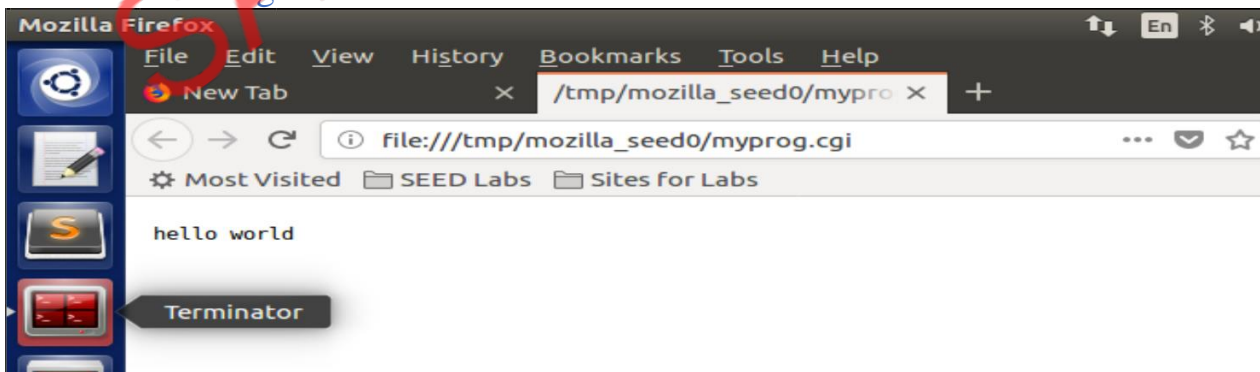 Mozilla Firefox
En
File Edit View History Bookmarks Tools Help
New Tab
/tmp/mozilla_seed0/mypro
file:///tmp/mozilla_seed0/myprog.cgi
Most Visited SEED Labs Sites for Labs
hello world
Terminator